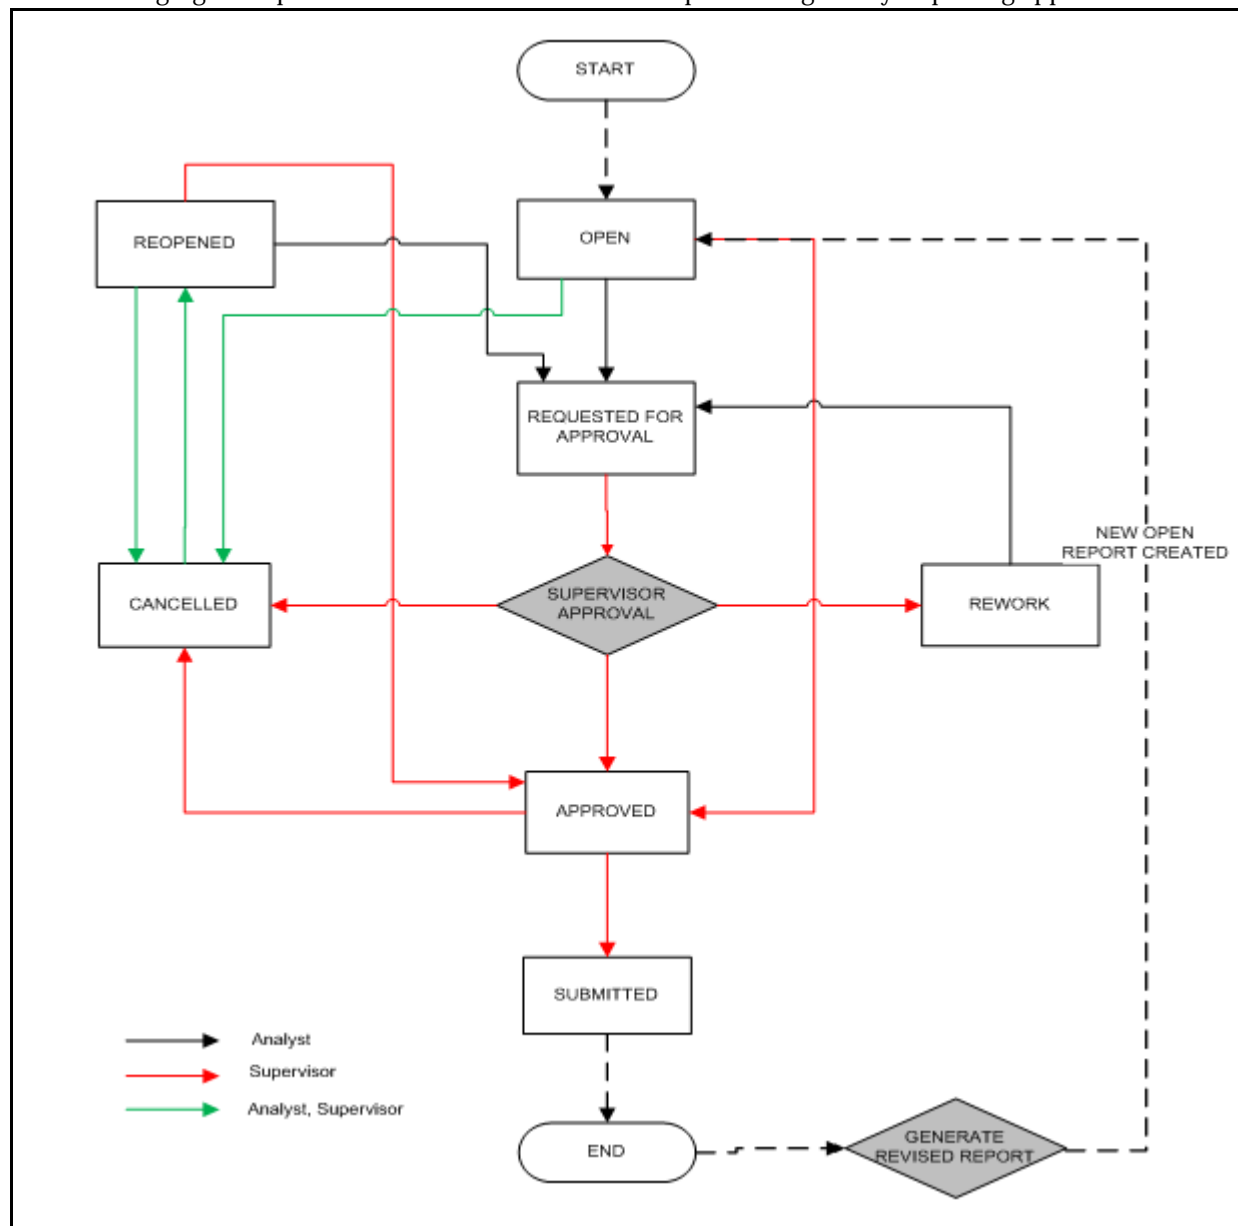 START
REOPENED
OPEN
REQUESTED FOR
APPROVAL
NEW OPEN
REPORT CREATED
CANCELLED
SUPERVISOR
APPROVAL
REWORK
APPROVED
SUBMITTED
Analyst
Supervisor
Analyst, Supervisor
END
GENERATE
REVISED REPORT